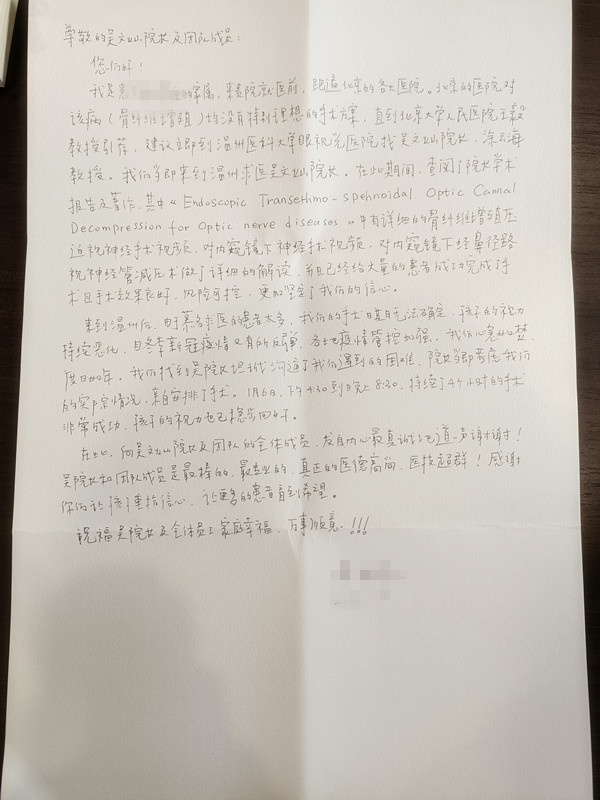 尊敬的吴文灿院长及团队成员:
您们好!
我是患 的家属,来贵院就医前,跑遍北京的各大医院。北京的医院对
该病(骨纤维增殖)均没有特别理想的手术方案,直到北京大学人民医院王毅
教授引荐,建议立即到温州医科大学眼视光医院找吴文灿院长,涂云海
教授。我们当即来到温州求医吴文灿院长。在此期间,查阅了院长学术
报告及著作,其中《Endoscopic Transethmo-sphenoidal Optic Cannal
Decompression for Optic nerve diseases》中有详细的骨纤维增殖压
迫视神经手术视频,对内窥镜下神经手术视频,对内窥镜下经鼻径路
视神经管减压术做了详细的解读,并且已经给大量的患者成功完成了手
术且手术效果良好,风险可控,更加坚定了我们的信心。
来到温州后,由于慕名求医的患者太多,我们的手术日期无法确定,孩子的视力
持续恶化,且冬季新冠疫情又有所反弹,各地疫情管控加强,我们心急如焚,
度日如年。我们找到吴院长坦诚沟通了我们遇到的困难,院长当即考虑我们
的实际情况,亲自安排了手术。1月6日,下午4:30到晚上8:30,持续了4个小时的手术
非常成功,孩子的视力也已稳步回好。
在此,向吴文灿院长及团队的全体成员,发自内心最真诚地道一声谢谢!
吴院长和团队成员是最棒的,最专业的,真正的医德高尚,医技超群!感谢
你们让孩子重拾信心,让更多的患者看到希望。
祝福吴院长及全体员工家庭幸福,万事顺意!!!